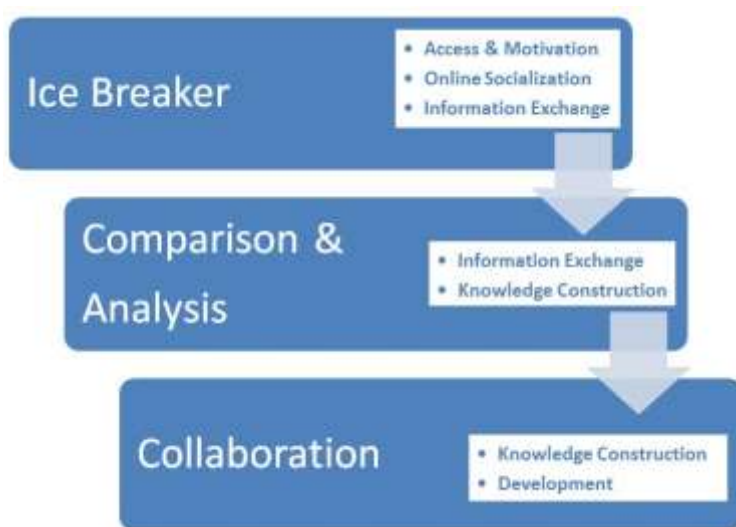 Ice Breaker
• Access & Motivation
• Online Socialization
• Information Exchange
Comparison &
Analysis
• Information Exchange
• Knowledge Construction
Collaboration
• Knowledge Construction
• Development